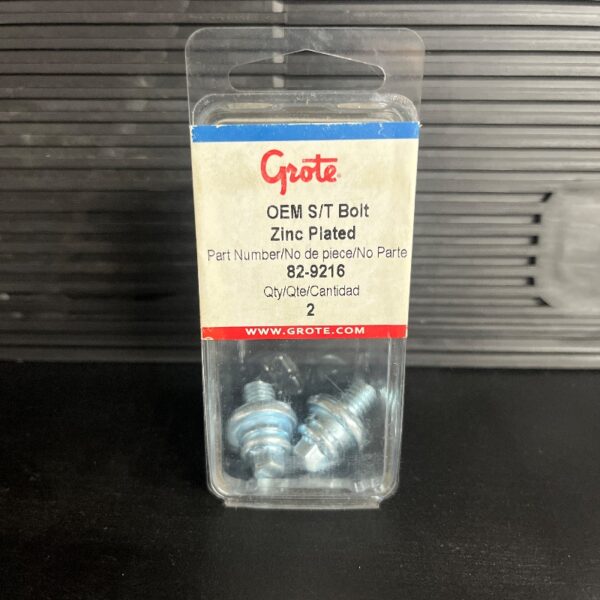 Grote
OEM S/T Bolt
Zinc Plated
Part Number/No de piece/No Parte
82-9216
Qty/Qte/Cantidad
2
WWW.GROTE.COM